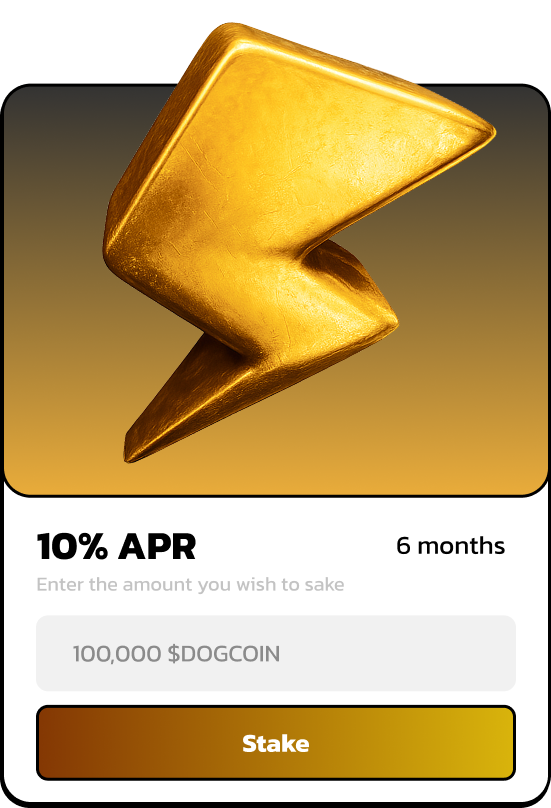 10% APR
6 months
Enter the amount you wish to sake
100,000 $DOGCOIN
Stake